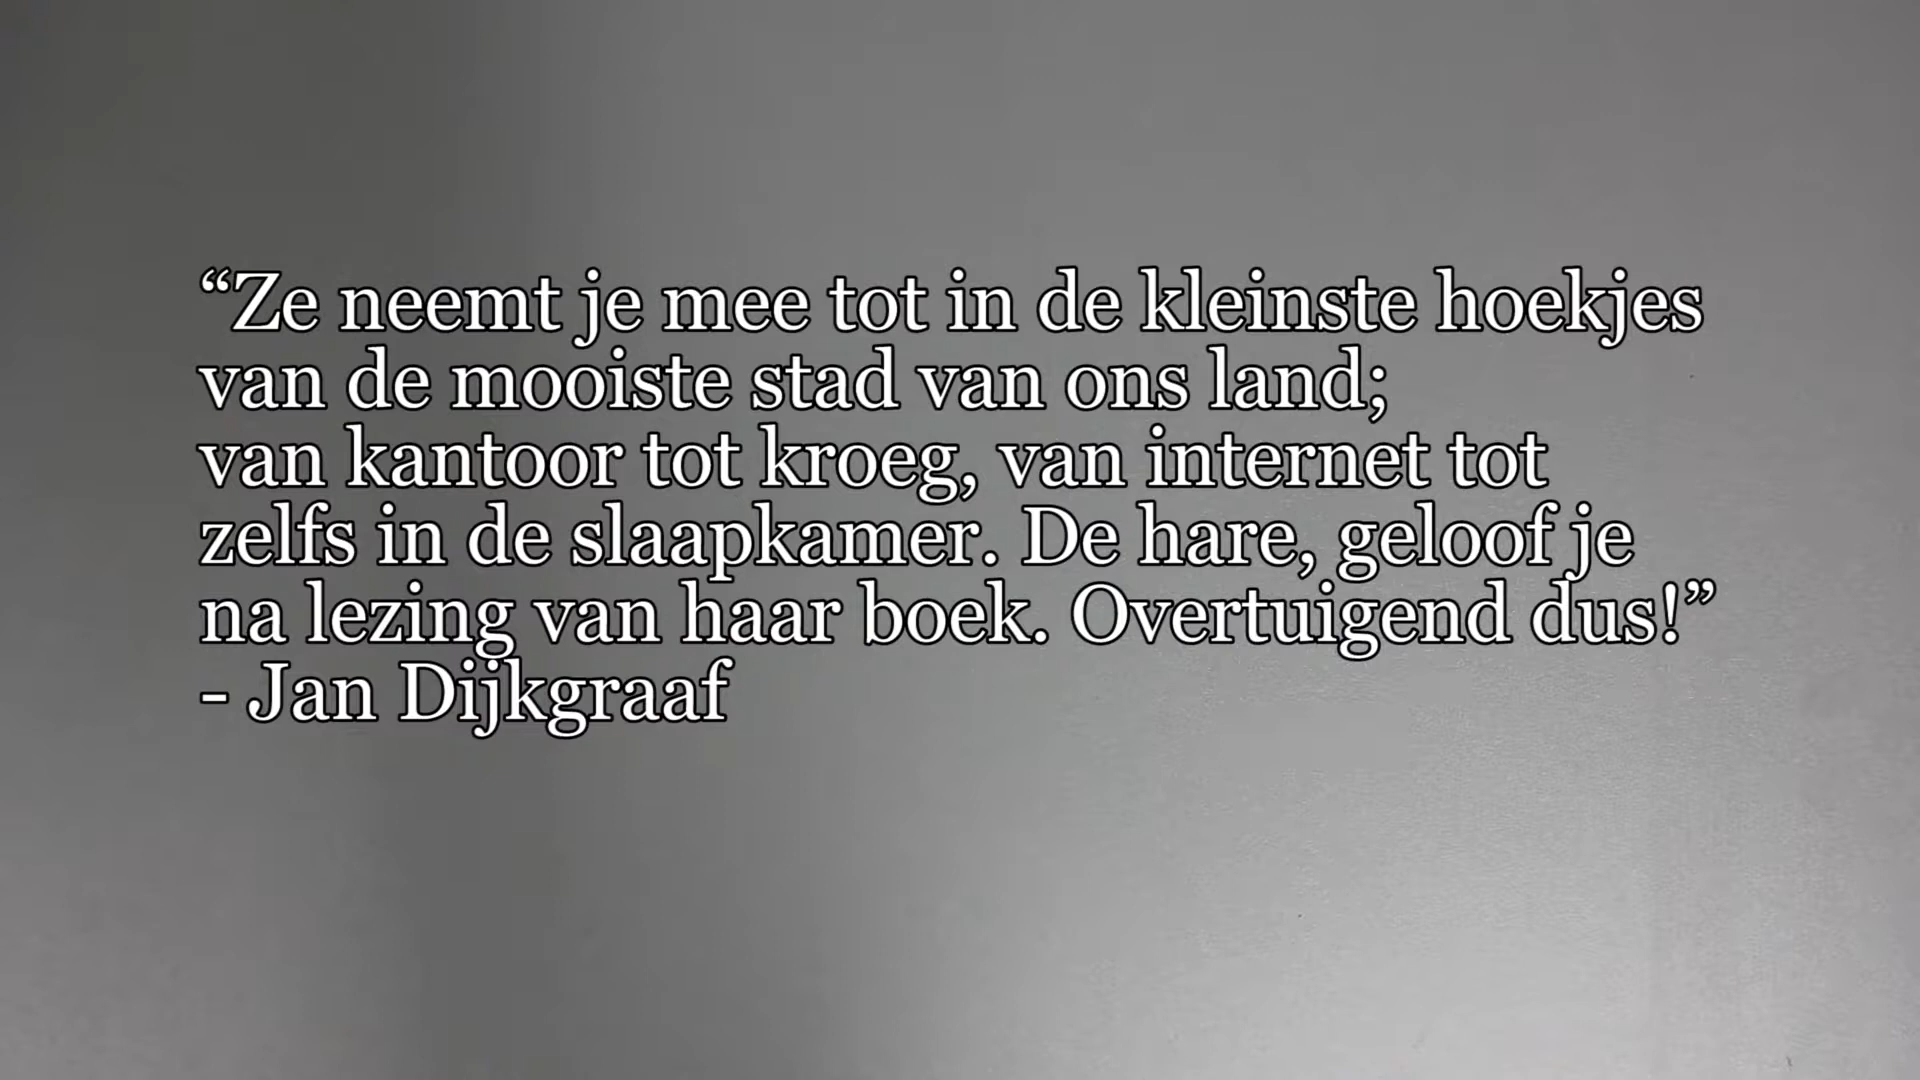 “Ze neemt je mee tot in de kleinste hoekjes
van de mooiste stad van ons land;
van kantoor tot kroeg, van internet tot
zelfs in de slaapkamer. De hare, geloof je
na lezing van haar boek. Overtuigend dus!”
- Jan Dijkgraaf